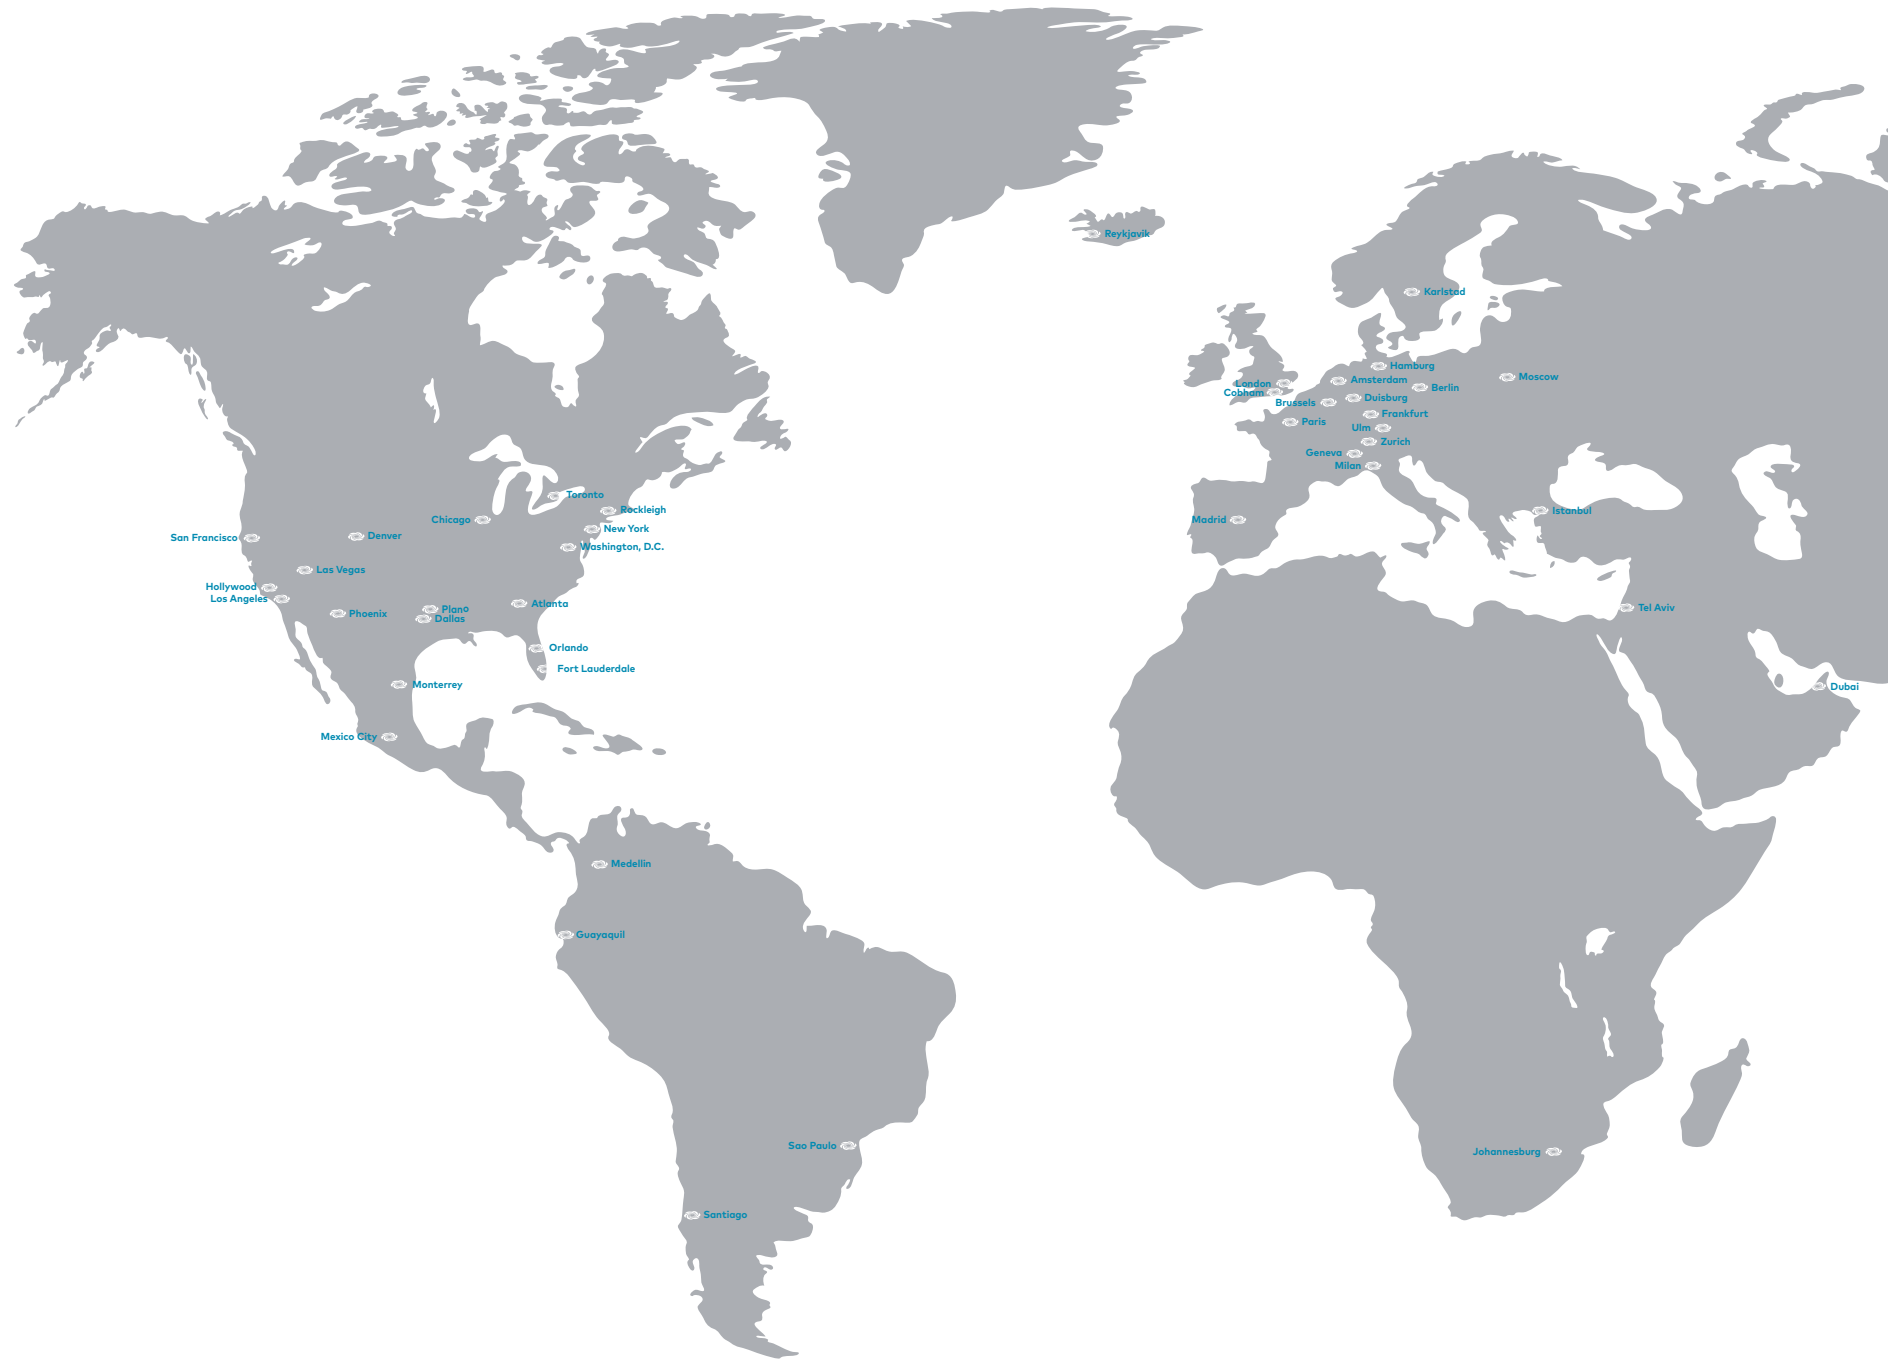 Reykjavik
Karlstad
Hamburg
Moscow
Amsterdam
London
Berlin
Cobham
Duisburg
Brussels
Frankfurt
Paris
Ulm
Zurich
Geneva
Milan
Toronto
Rockleigh
Istanbul
Chicago
Madrid
New York
Denver
San Francisco
Washington, D.C.
Las Vegas
Hollywood
Los Angeles
Atlanta
Tel Aviv
Plano
Phoenix
Dallas
Orlando
Fort Lauderdale
Monterrey
Dubai
Mexico City
Medellin
Guayaquil
Sao Paulo
Johannesburg
Santiago